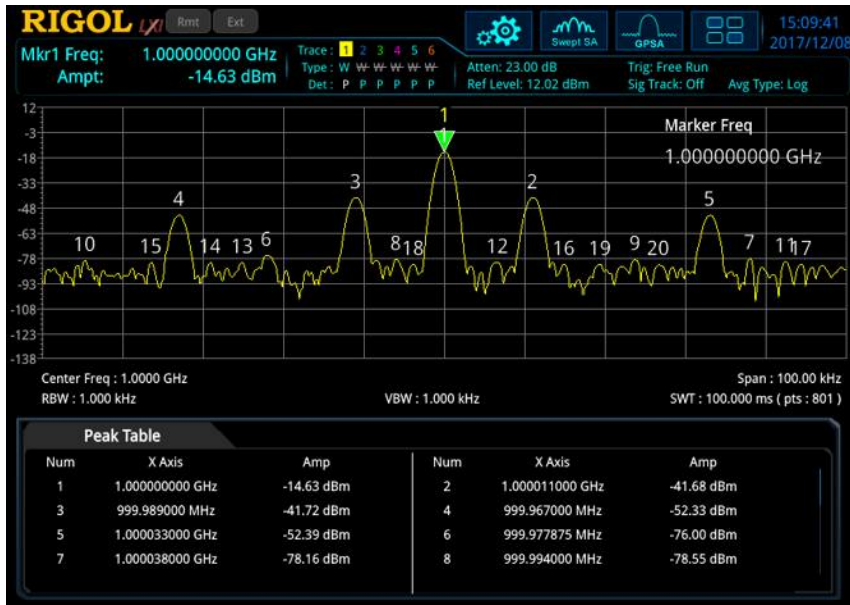 RIGOL LXI Rmt Ext
Swept SA GPSA 15:09:41
2017/12/08
Mkr1 Freq: 1.000000000 GHz
Ampt: -14.63 dBm
Trace: 1 2 3 4 5 6
Type: W W W W W W
Det: P P P P P P
Atten: 23.00 dB Trig: Free Run
Ref Level: 12.02 dBm Sig Track: Off Avg Type: Log
12
-3
-18
-33
-48
-63
-78
-93
-108
-123
-138
Marker Freq
1.000000000 GHz
1
1
3 2
4 5
10 15 14 13 6 8 18 12 16 19 9 20 7 11 17
Center Freq : 1.0000 GHz Span : 100.00 kHz
RBW : 1.000 kHz VBW : 1.000 kHz SWT : 100.000 ms ( pts : 801 )
Peak Table
Num X Axis Amp Num X Axis Amp
1 1.000000000 GHz -14.63 dBm 2 1.000011000 GHz -41.68 dBm
3 999.989000 MHz -41.72 dBm 4 999.967000 MHz -52.33 dBm
5 1.000033000 GHz -52.39 dBm 6 999.977875 MHz -76.00 dBm
7 1.000038000 GHz -78.16 dBm 8 999.994000 MHz -78.55 dBm